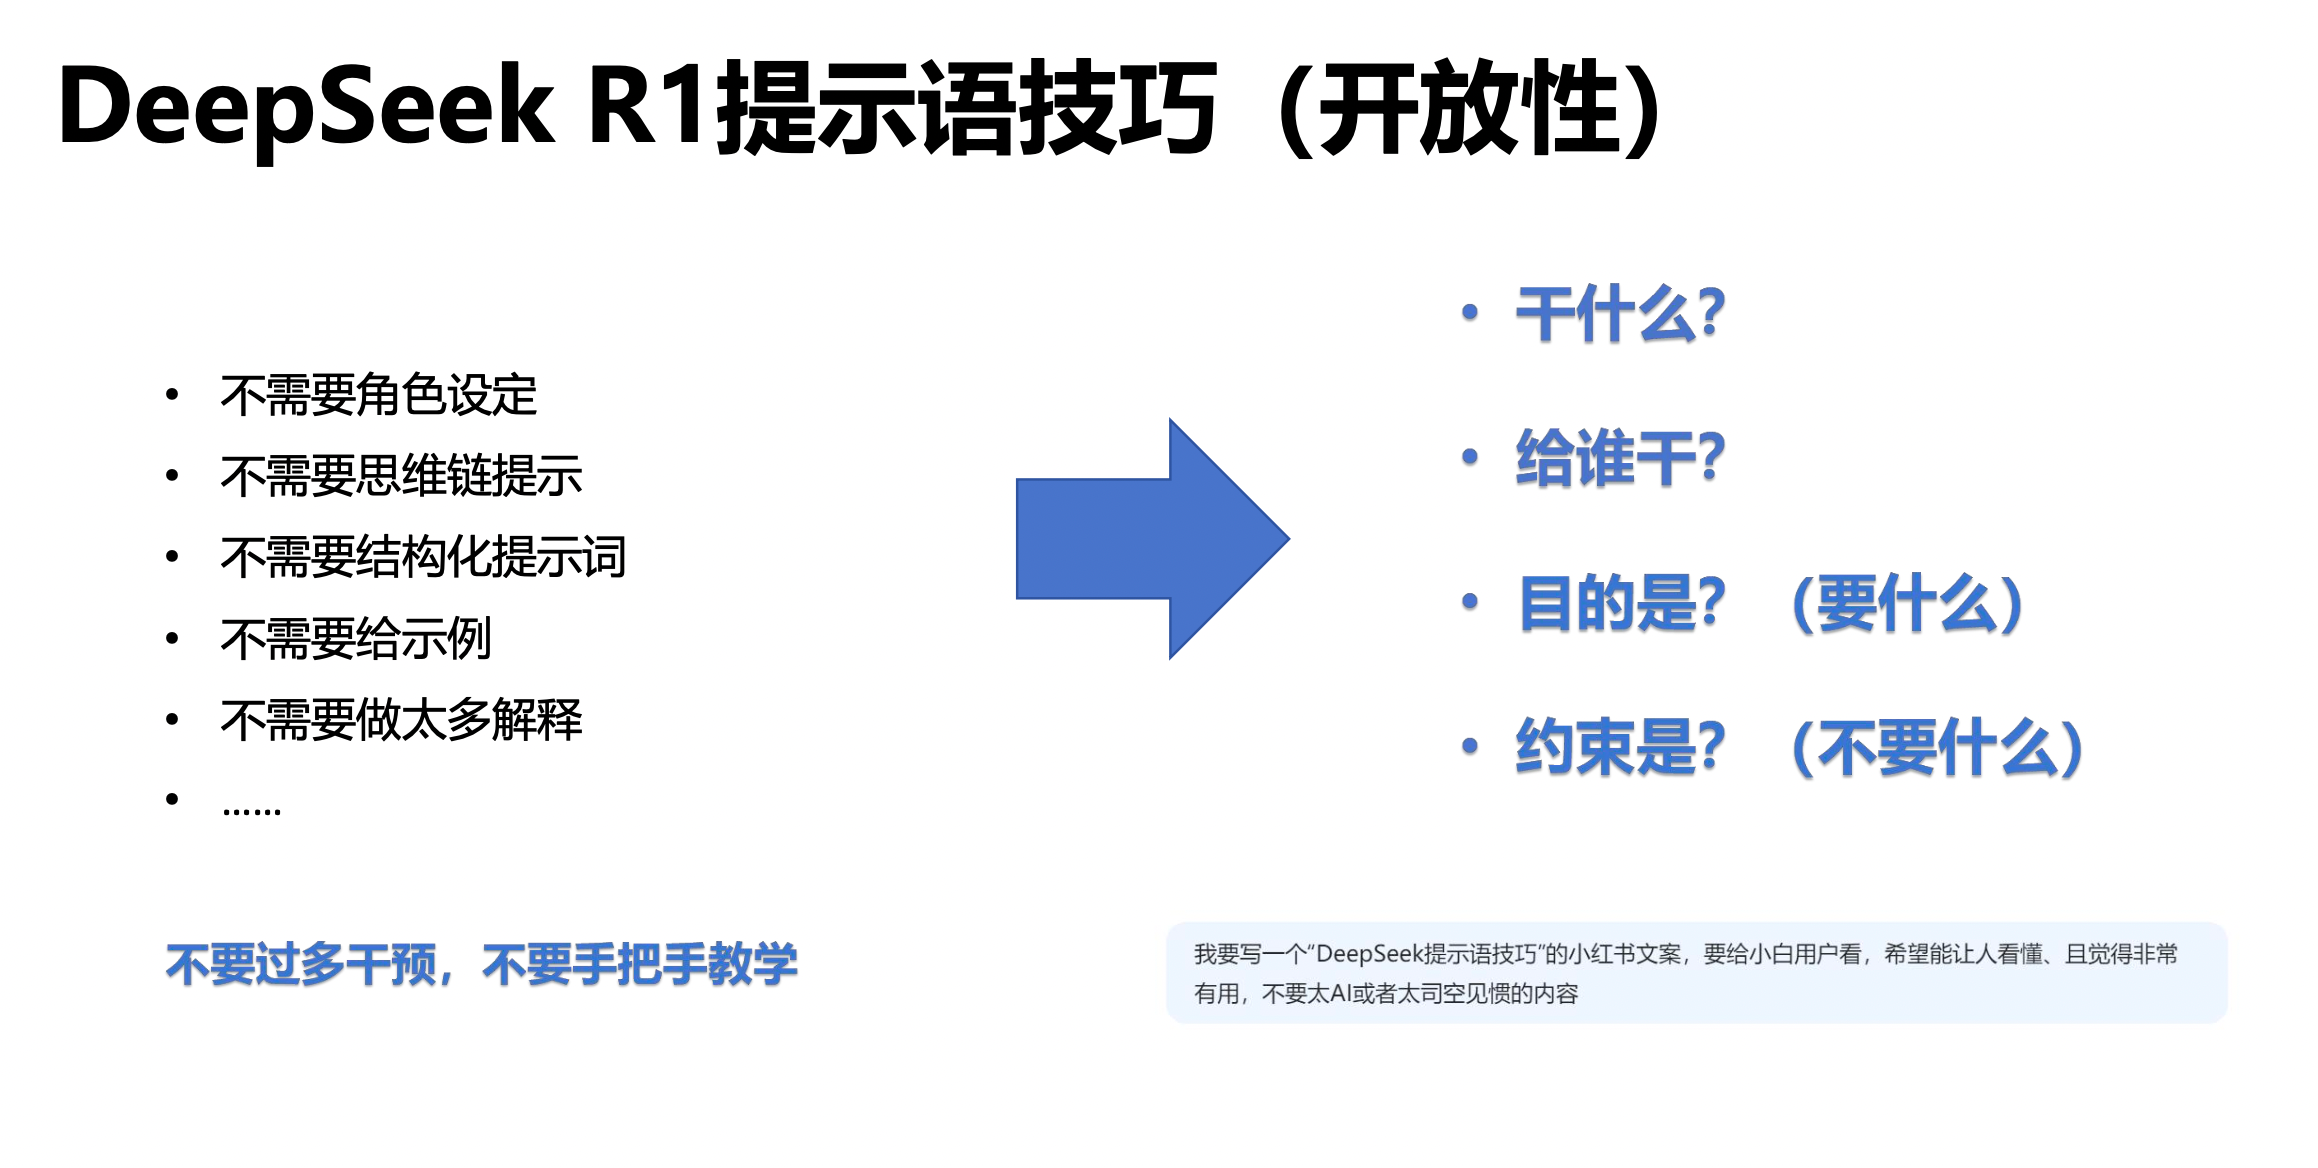 DeepSeek R1提示语技巧（开放性）
• 不需要角色设定
• 不需要思维链提示
• 不需要结构化提示词
• 不需要给示例
• 不需要做太多解释
• ……
不要过多干预，不要手把手教学
• 干什么？
• 给谁干？
• 目的是？（要什么）
• 约束是？（不要什么）
我要写一个“DeepSeek提示语技巧”的小红书文案，要给小白用户看，希望能让人看懂、且觉得非常
有用，不要太AI或者太司空见惯的内容